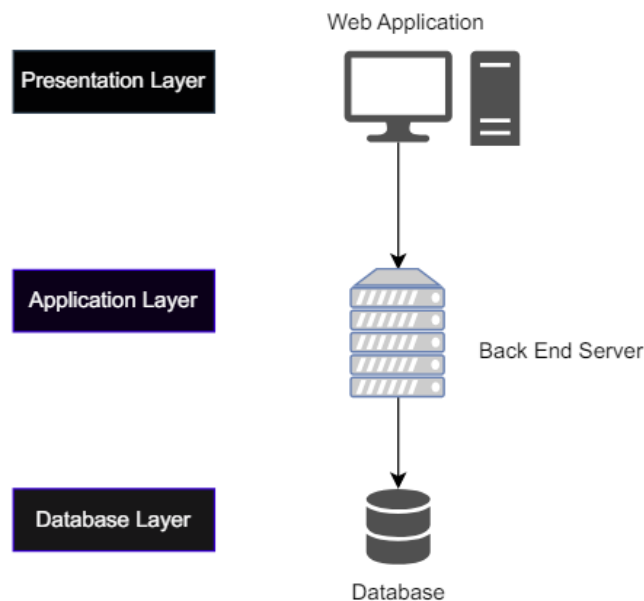 Web Application
Presentation Layer
Application Layer
Back End Server
Database Layer
Database